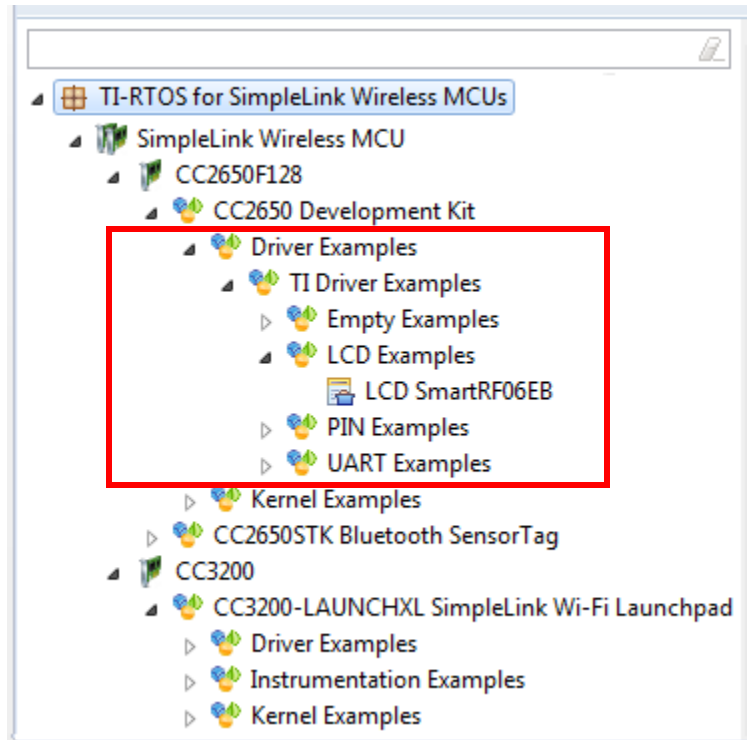 TI-RTOS for SimpleLink Wireless MCUs
SimpleLink Wireless MCU
CC2650F128
CC2650 Development Kit
Driver Examples
TI Driver Examples
Empty Examples
LCD Examples
LCD SmartRF06EB
PIN Examples
UART Examples
Kernel Examples
CC2650STK Bluetooth SensorTag
CC3200
CC3200-LAUNCHXL SimpleLink Wi-Fi Launchpad
Driver Examples
Instrumentation Examples
Kernel Examples